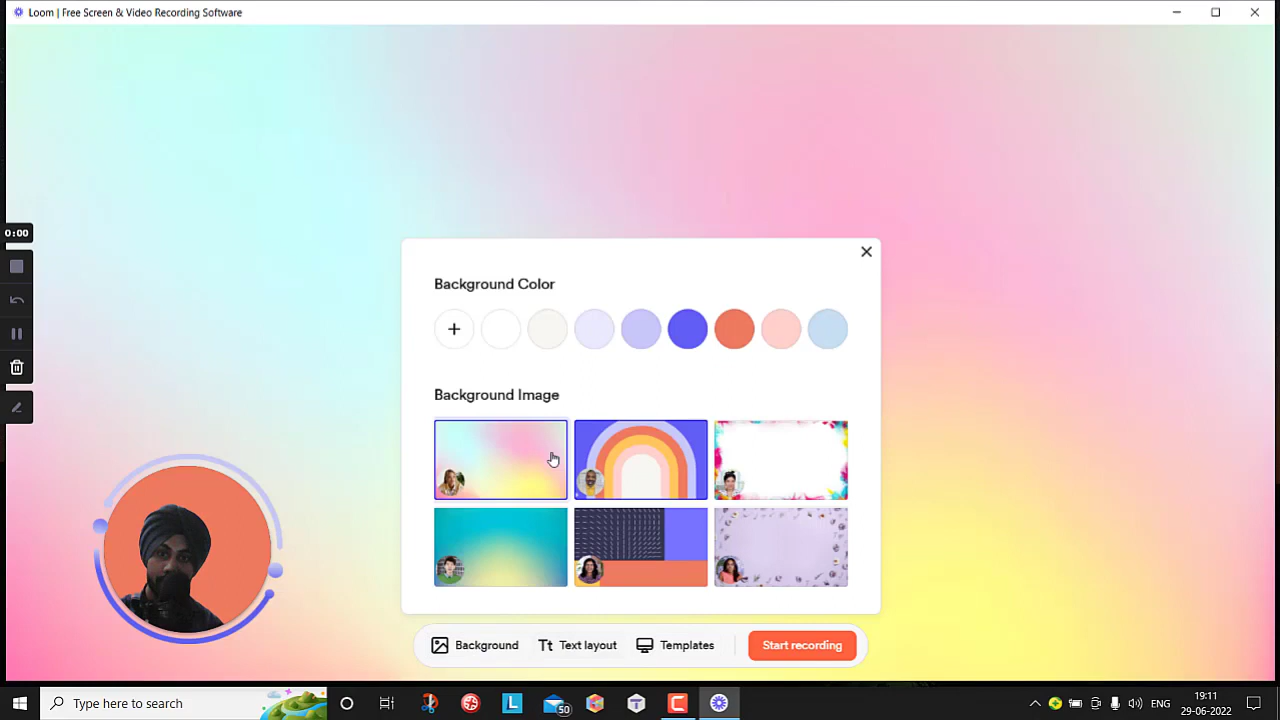 Loom | Free Screen & Video Recording Software
0:00
Background Color
+
Background Image
Background
Tt Text layout
Templates
Start recording
Type here to search
L
50
T
C
ENG
19:11
29-06-2022